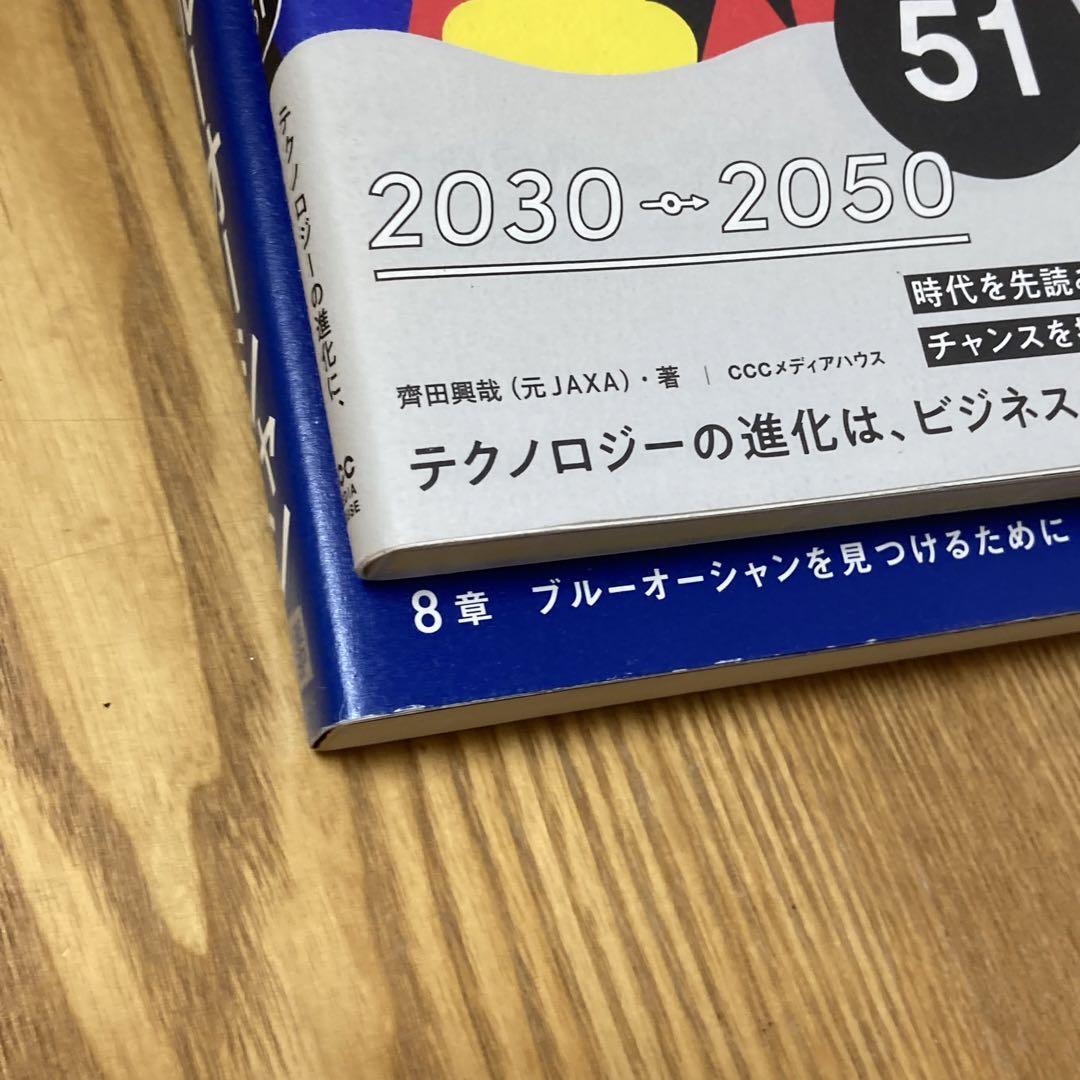 51
2030→2050
時代を先読み
チャンスを
齊田興哉(元JAXA)・著 | CCCメディアハウス
テクノロジーの進化は、ビジネス
テクノロジーの進化に、
8章 ブルーオーシャンを見つけるために